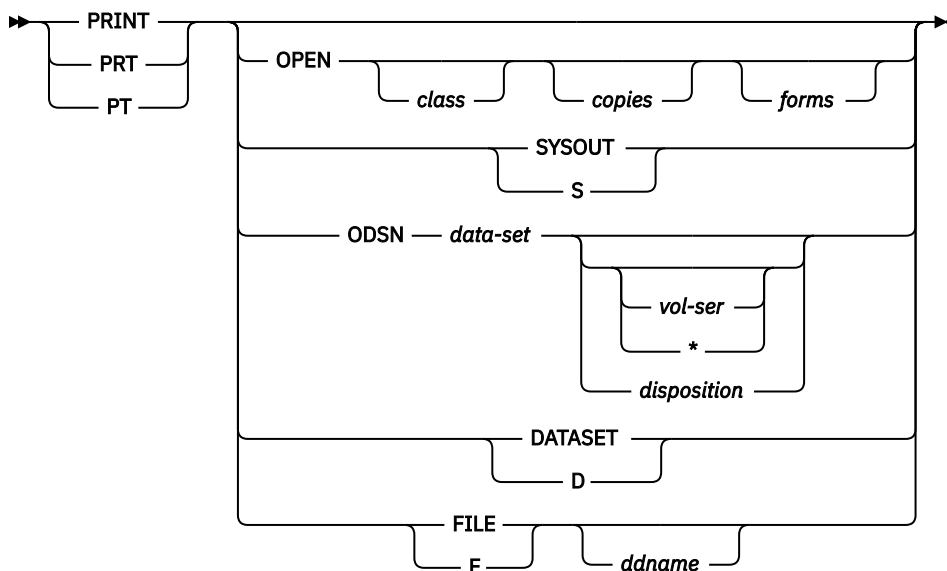 PRINT
PRT
PT
OPEN
class
copies
forms
SYSOUT
S
ODSN data-set
vol-ser
*
disposition
DATASET
D
FILE
F
ddname